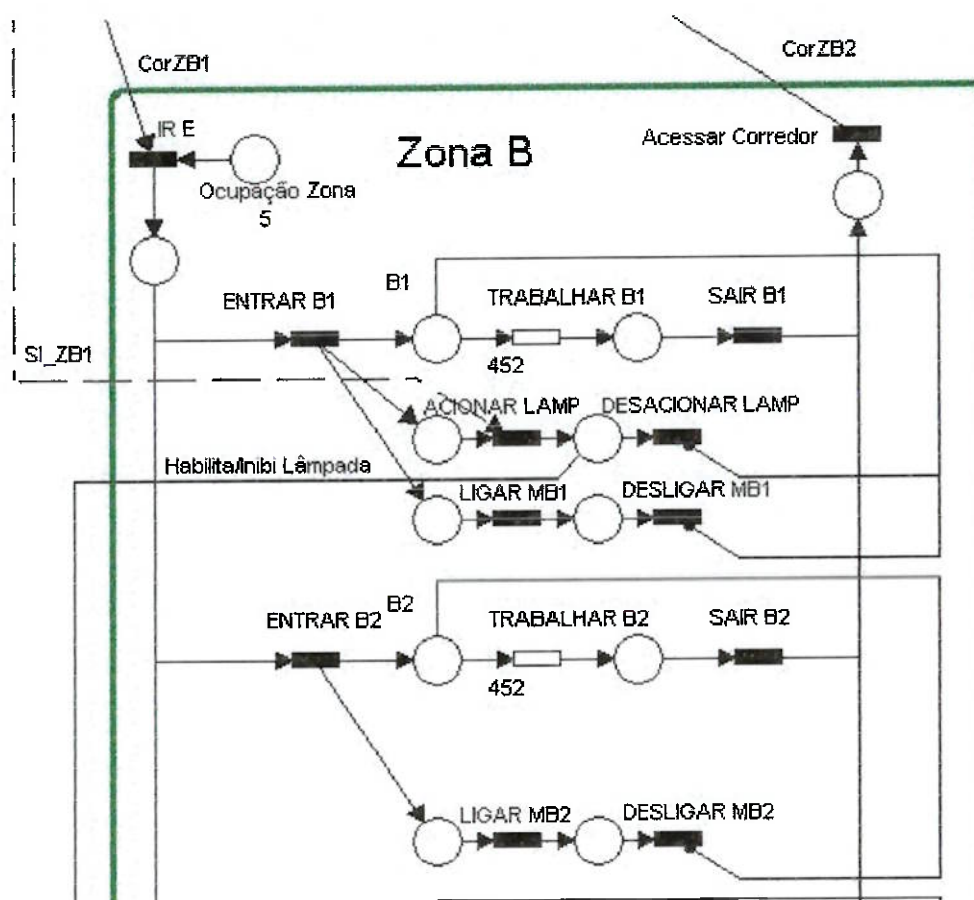 CorZB1
CorZB2
IR E
Zona B
Acessar Corredor
Ocupação Zona
5
B1
ENTRAR B1
TRABALHAR B1
SAIR B1
SI_ZB1
452
ACIONAR LAMP
DESACIONAR LAMP
Habilita/Inibi Lâmpada
LIGAR MB1
DESLIGAR MB1
B2
ENTRAR B2
TRABALHAR B2
SAIR B2
452
LIGAR MB2
DESLIGAR MB2